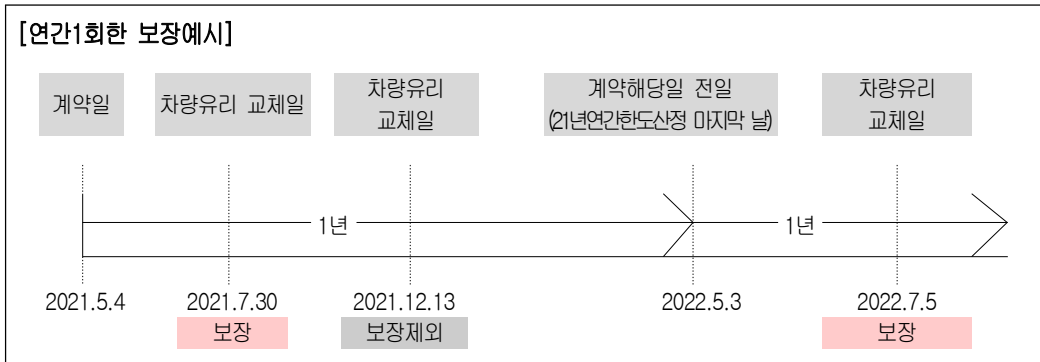 [연간1회한 보장예시]
계약일
차량유리 교체일
차량유리
교체일
계약해당일 전일
(21년연간한도산정 마지막 날)
차량유리
교체일
1년
1년
2021.5.4
2021.7.30
2021.12.13
2022.5.3
2022.7.5
보장
보장제외
보장